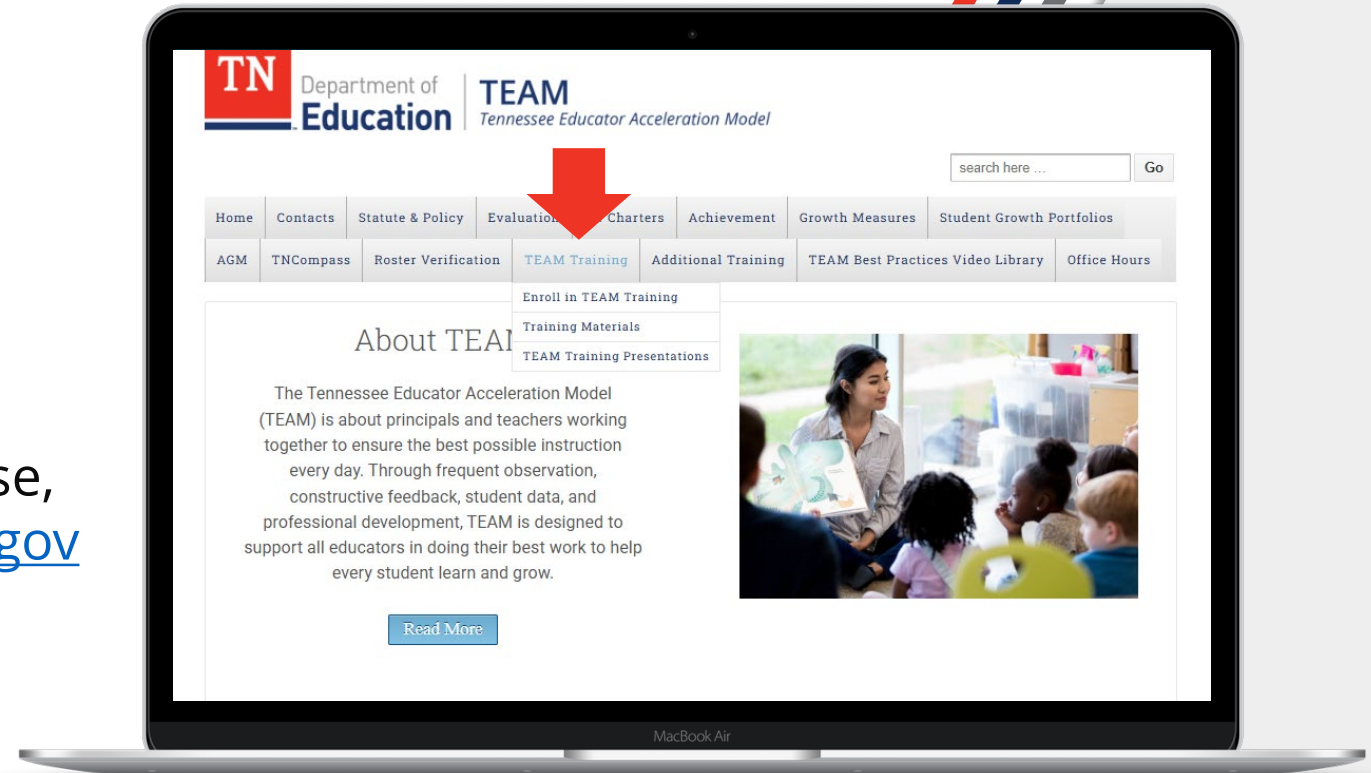 TN
Department of
Education
TEAM
Tennessee Educator Acceleration Model
search here ...
Go
Home Contacts Statute & Policy Evaluation Charters Achievement Growth Measures Student Growth Portfolios
AGM TNCompass Roster Verification TEAM Training Additional Training TEAM Best Practices Video Library Office Hours
Enroll in TEAM Training
Training Materials
TEAM Training Presentations
About
The Tennessee Educator Acceleration Model
(TEAM) is about principals and teachers working
together to ensure the best possible instruction
every day. Through frequent observation,
constructive feedback, student data, and
professional development, TEAM is designed to
support all educators in doing their best work to help
every student learn and grow.
Read More
se,
gov
MacBook Air